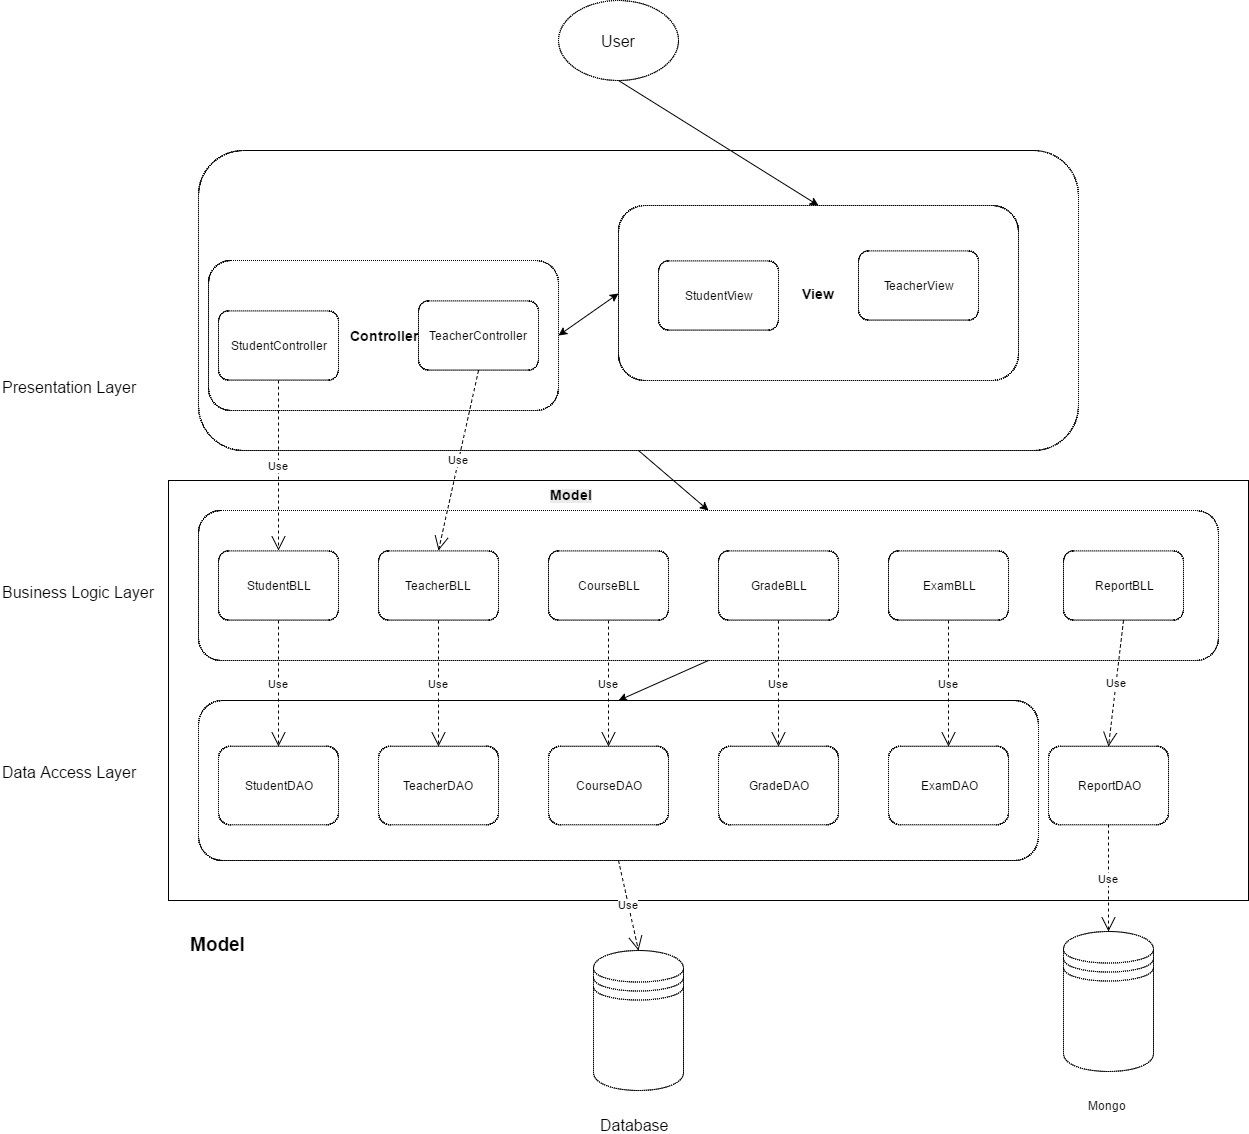 User
StudentView
View
TeacherView
StudentController
Controller
TeacherController
Presentation Layer
Use
Use
Model
Business Logic Layer
StudentBLL
TeacherBLL
CourseBLL
GradeBLL
ExamBLL
ReportBLL
Use
Use
Use
Use
Use
Use
Data Access Layer
StudentDAO
TeacherDAO
CourseDAO
GradeDAO
ExamDAO
ReportDAO
Use
Use
Model
Database
Mongo